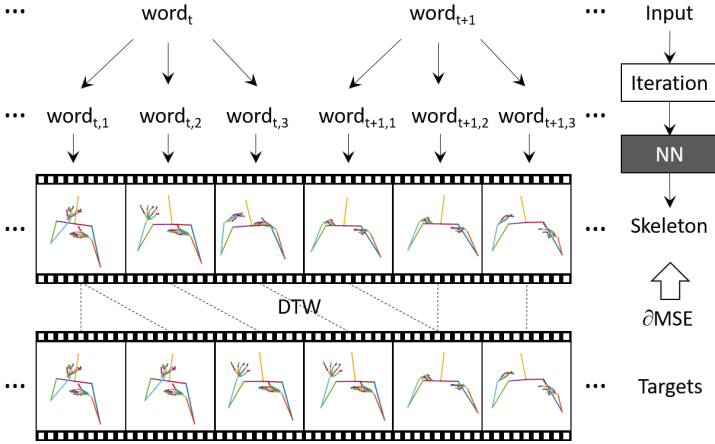 ... word_t word_{t+1} ... Input
Iteration
... word_{t,1} word_{t,2} word_{t,3} word_{t+1,1} word_{t+1,2} word_{t+1,3} ...
NN
... ... Skeleton
DTW
∂MSE
... ... Targets